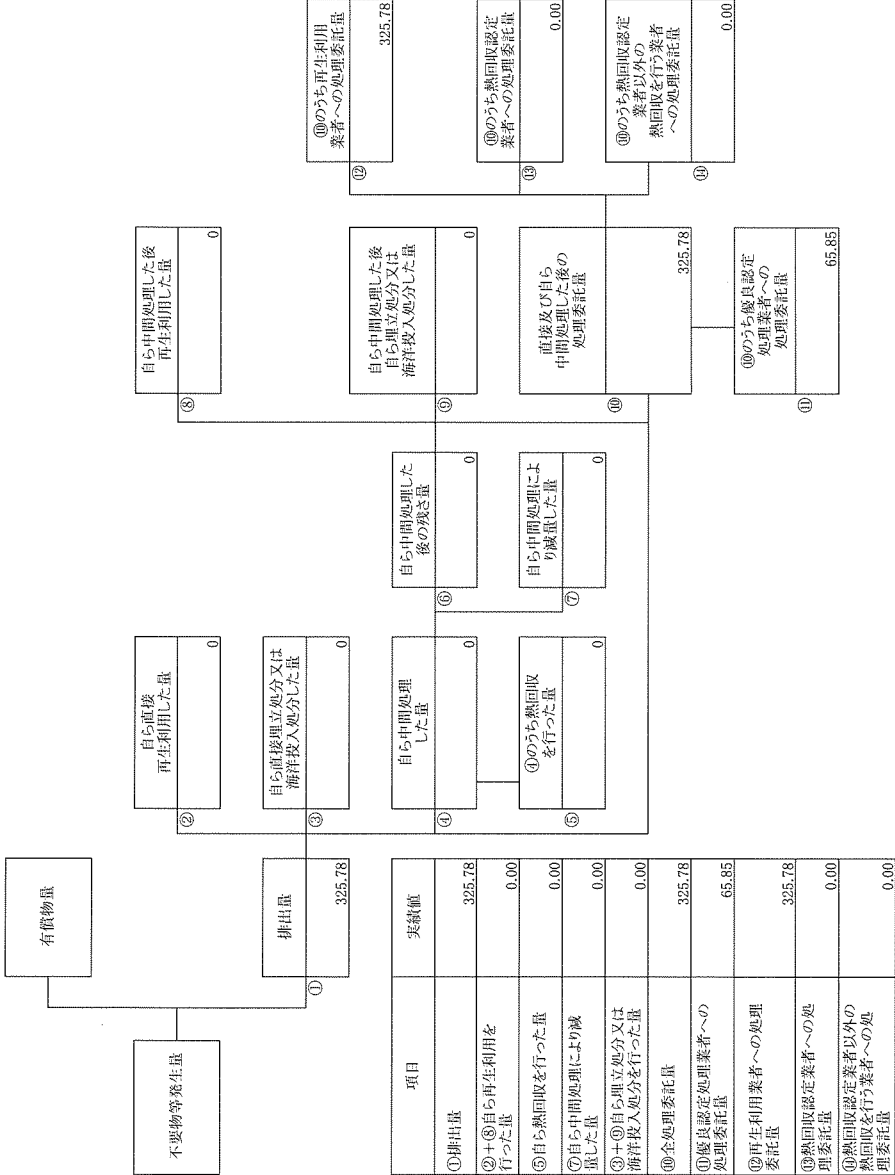 不要物等発生量
有償物量
①
排出量
325.78
②
自ら直接
再生利用した量
0
③
自ら直接埋立処分又は
海洋投入処分した量
0
④
自ら中間処理
した量
0
⑤
④のうち熱回収
を行った量
0
⑥
自ら中間処理した
後の残さ量
0
⑦
自ら中間処理によ
り減量した量
0
⑧
自ら中間処理した後
再生利用した量
0
⑨
自ら中間処理した後
自ら埋立処分又は
海洋投入処分した量
0
⑩
直接及び自ら
中間処理した後の
処理委託量
325.78
⑪
⑩のうち優良認定
処理業者への
処理委託量
65.85
⑫
⑩のうち再生利用
業者への処理委託量
325.78
⑬
⑩のうち熱回収認定
業者への処理委託量
0.00
⑭
⑩のうち熱回収認定
業者以外の
熱回収を行う業者
への処理委託量
0.00
項目 実績値
①排出量 325.78
②+⑧自ら再生利用を
行った量 0.00
⑤自ら熱回収を行った量 0.00
⑦自ら中間処理により減
量した量 0.00
③+⑨自ら埋立処分又は
海洋投入処分を行った量 0.00
⑩全処理委託量 325.78
⑪優良認定処理業者への
処理委託量 65.85
⑫再生利用業者への処理
委託量 325.78
⑬熱回収認定業者への処
理委託量 0.00
⑭熱回収認定業者以外の
熱回収を行う業者への処
理委託量 0.00